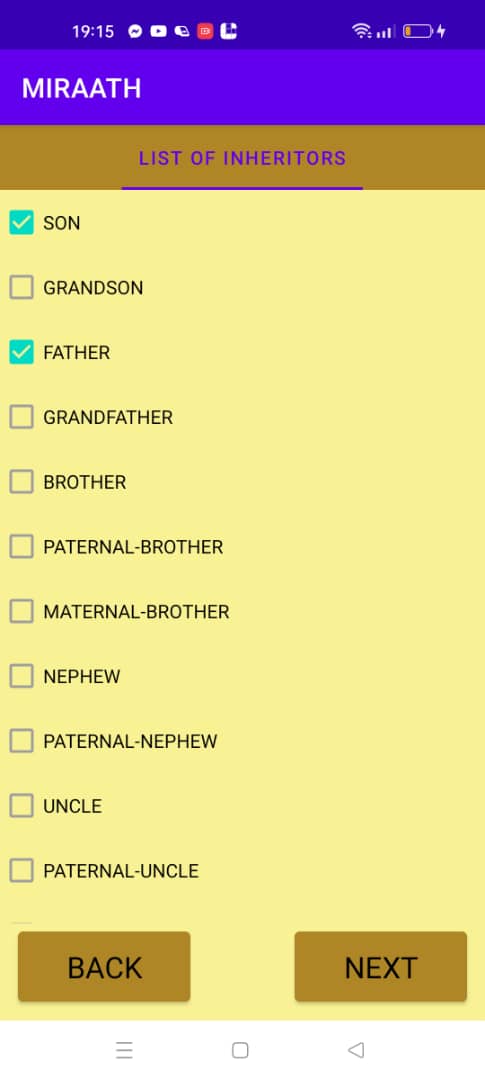 19:15
MIRAATH
LIST OF INHERITORS
SON
GRANDSON
FATHER
GRANDFATHER
BROTHER
PATERNAL-BROTHER
MATERNAL-BROTHER
NEPHEW
PATERNAL-NEPHEW
UNCLE
PATERNAL-UNCLE
BACK NEXT